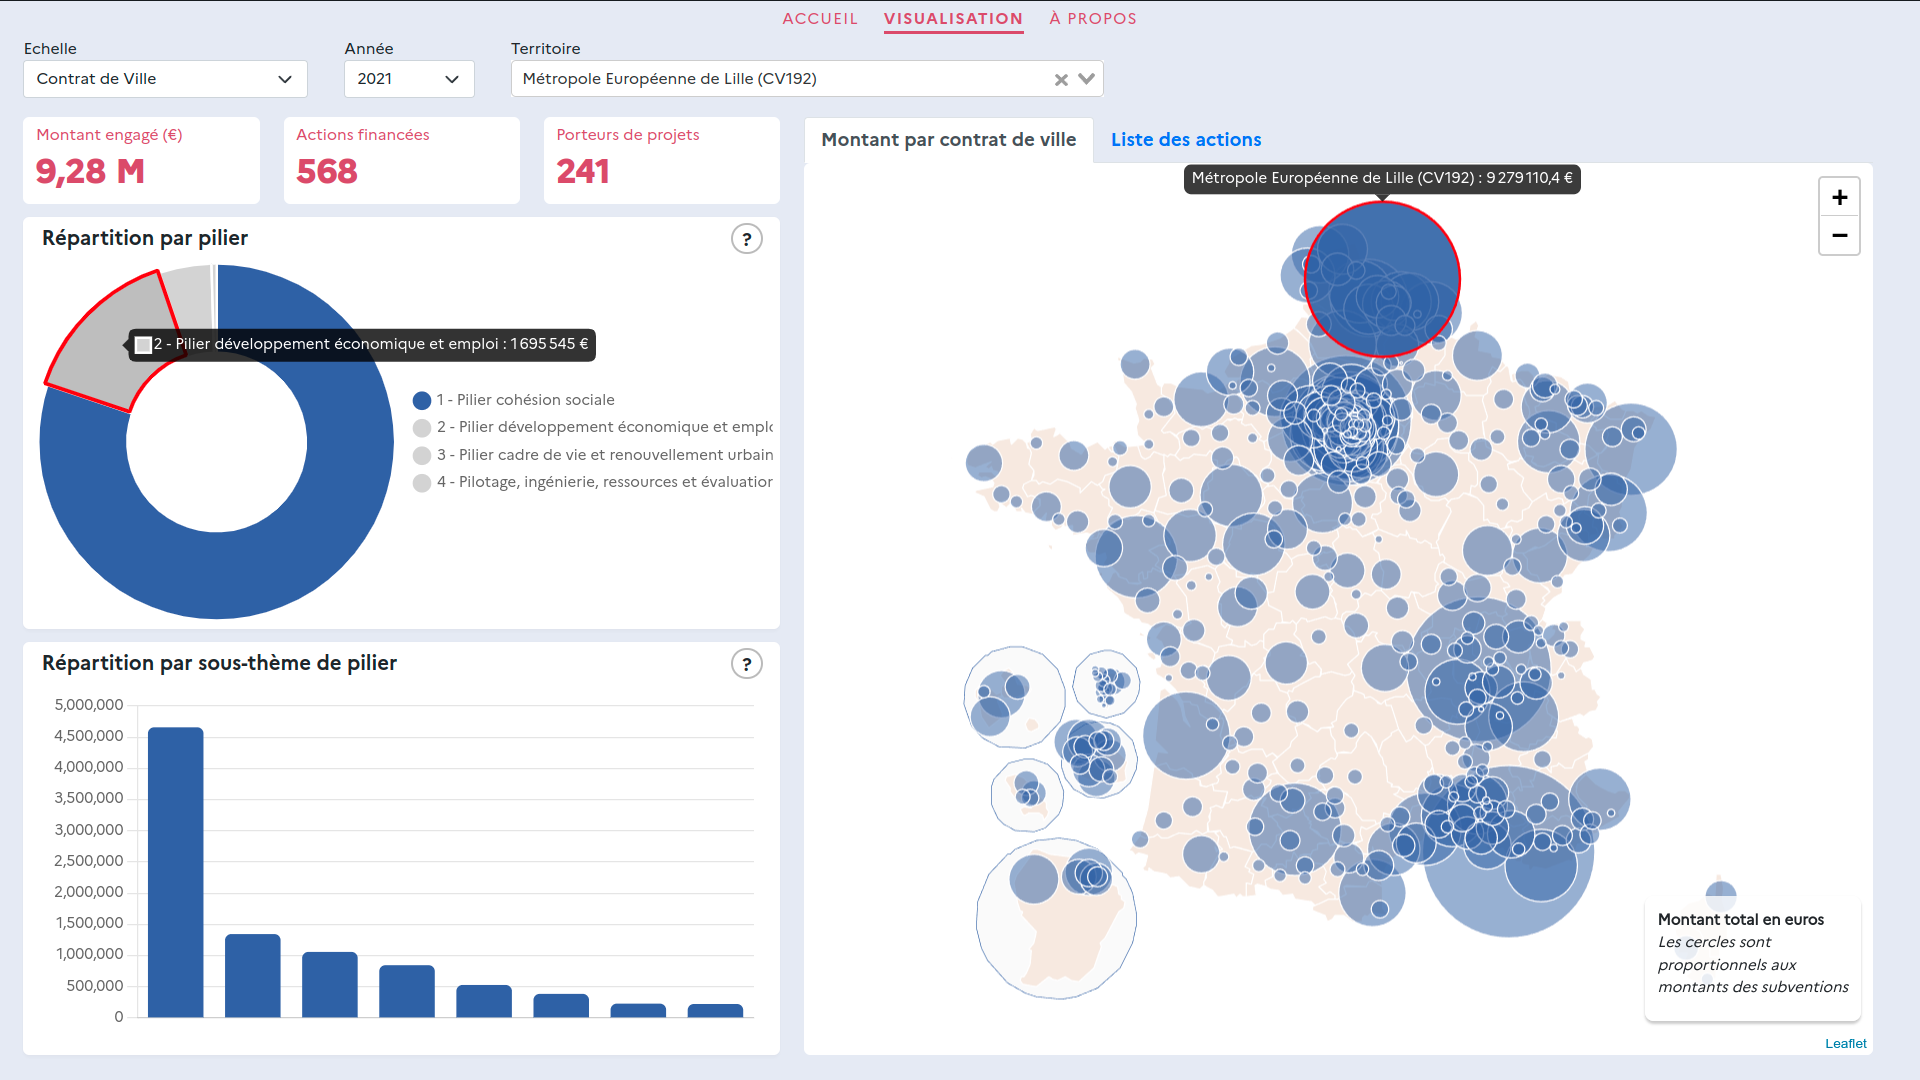 ACCUEIL VISUALISATION À PROPOS
Echelle Année Territoire
Contrat de Ville 2021 Métropole Européenne de Lille (CV192)
Montant engagé (€)
9,28 M
Actions financées
568
Porteurs de projets
241
Répartition par pilier
?
2 - Pilier développement économique et emploi : 1 695 545 €
1 - Pilier cohésion sociale
2 - Pilier développement économique et emplo
3 - Pilier cadre de vie et renouvellement urbain
4 - Pilotage, ingénierie, ressources et évaluation
Répartition par sous-thème de pilier
?
5,000,000
4,500,000
4,000,000
3,500,000
3,000,000
2,500,000
2,000,000
1,500,000
1,000,000
500,000
0
Montant par contrat de ville Liste des actions
Métropole Européenne de Lille (CV192) : 9 279 110,4 €
+
−
Montant total en euros
Les cercles sont
proportionnels aux
montants des subventions
Leaflet